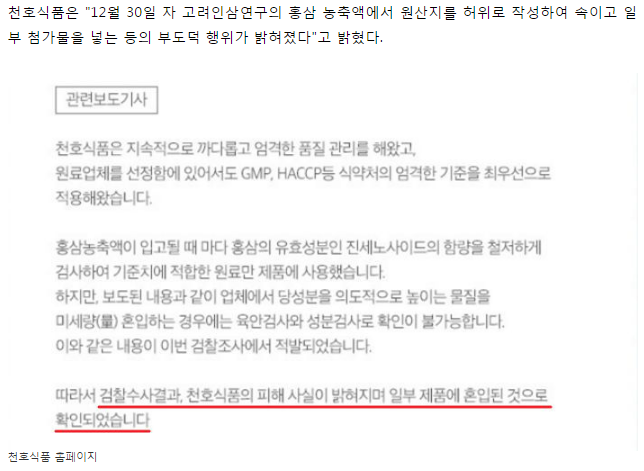 천호식품은 "12월 30일 자 고려인삼연구의 홍삼 농축액에서 원산지를 허위로 작성하여 속이고 일
부 첨가물을 넣는 등의 부도덕 행위가 밝혀졌다"고 밝혔다.
관련보도기사
천호식품은 지속적으로 까다롭고 엄격한 품질 관리를 해왔고,
원료업체를 선정함에 있어서도 GMP, HACCP등 식약처의 엄격한 기준을 최우선으로
적용해왔습니다.
홍삼농축액이 입고될 때 마다 홍삼의 유효성분인 진세노사이드의 함량을 철저하게
검사하여 기준치에 적합한 원료만 제품에 사용했습니다.
하지만, 보도된 내용과 같이 업체에서 당성분을 의도적으로 높이는 물질을
미세량(量) 혼입하는 경우에는 육안검사와 성분검사로 확인이 불가능합니다.
이와 같은 내용이 이번 검찰조사에서 적발되었습니다.
따라서 검찰수사결과, 천호식품의 피해 사실이 밝혀지며 일부 제품에 혼입된 것으로
확인되었습니다
천호식품 홈페이지